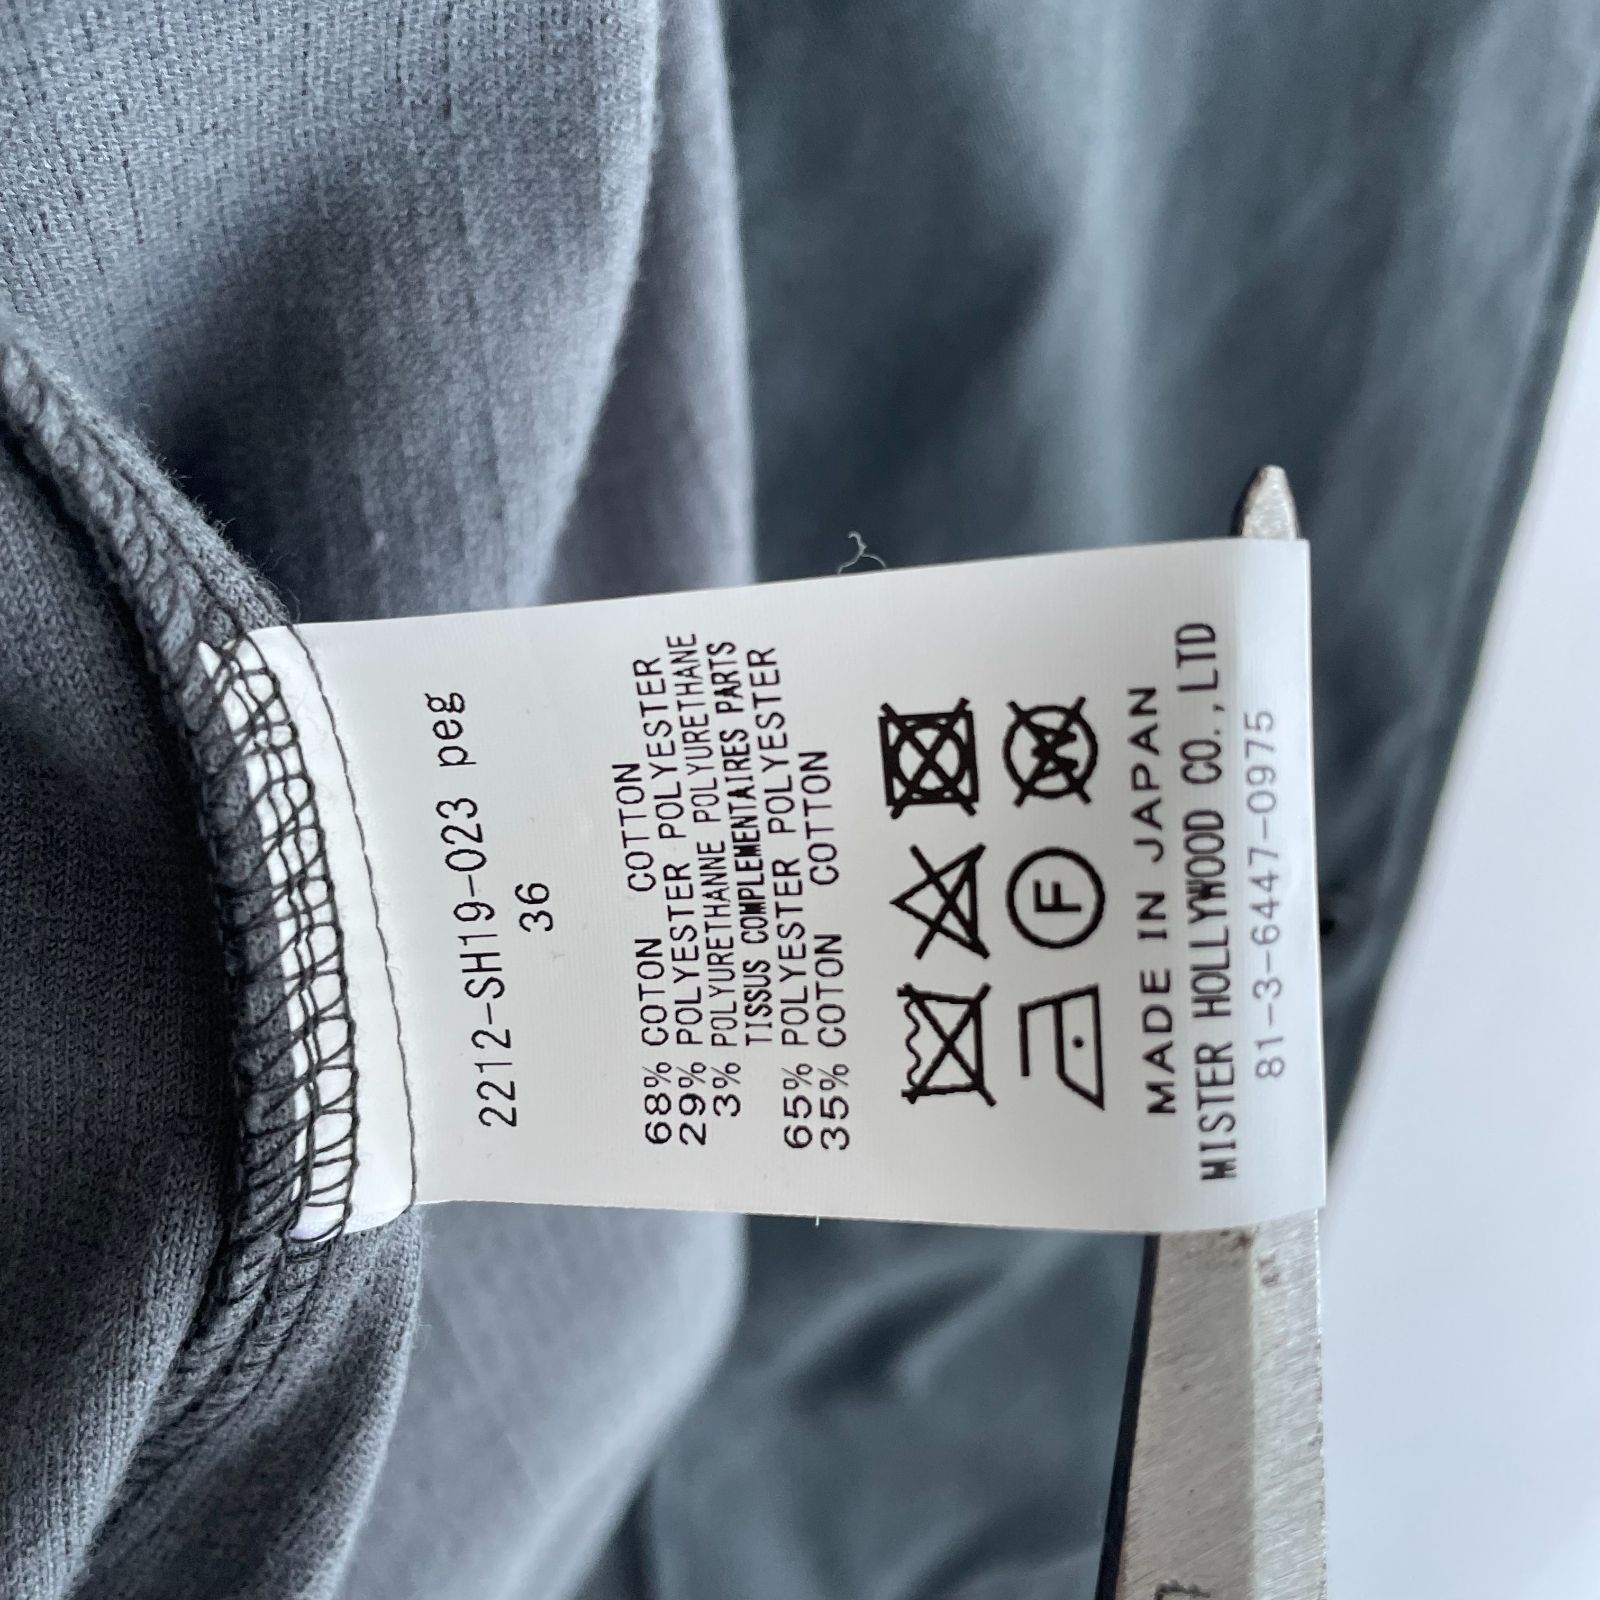 2212-SH19-023 peg
36
68% COTON COTTON
29% POLYESTER POLYESTER
3% POLYURETHANNE POLYURETHANE
TISSUS COMPLEMENTAIRES PARTS
65% POLYESTER POLYESTER
35% COTON COTTON
W
F
MADE IN JAPAN
MISTER HOLLYWOOD CO.,LTD
81-3-6447-0975